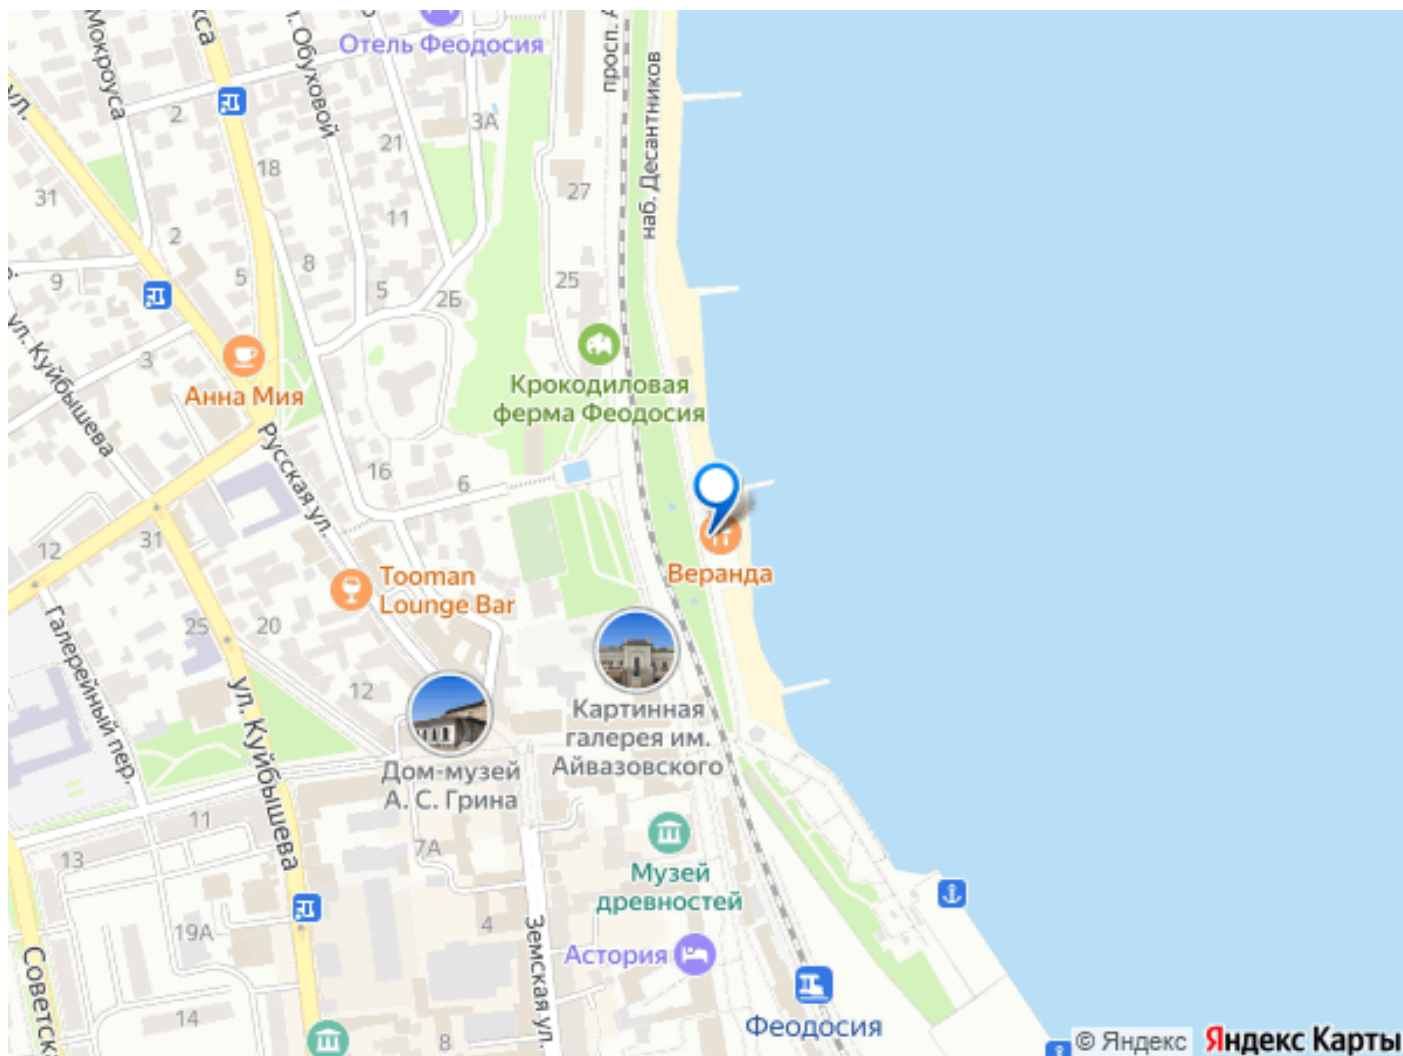 Мокроуса
кса
Обуховой
Отель Феодосия
просп. А
наб. Десантников
ул.
2
18
3А
21
27
31
11
2
5
8
9
5
2Б
25
ул. Куйбышева
3
Анна Мия
Крокодиловая
ферма Феодосия
Русская ул.
16
6
12
31
Веранда
Tooman
Lounge Bar
Галерейный пер.
25
20
12
ул. Куйбышева
Картинная
галерея им.
Айвазовского
Дом-музей
А. С. Грина
11
7А
13
6
Музей
древностей
19А
4
Земская ул.
Астория
Советск
14
8
Феодосия
© Яндекс
Яндекс Карты